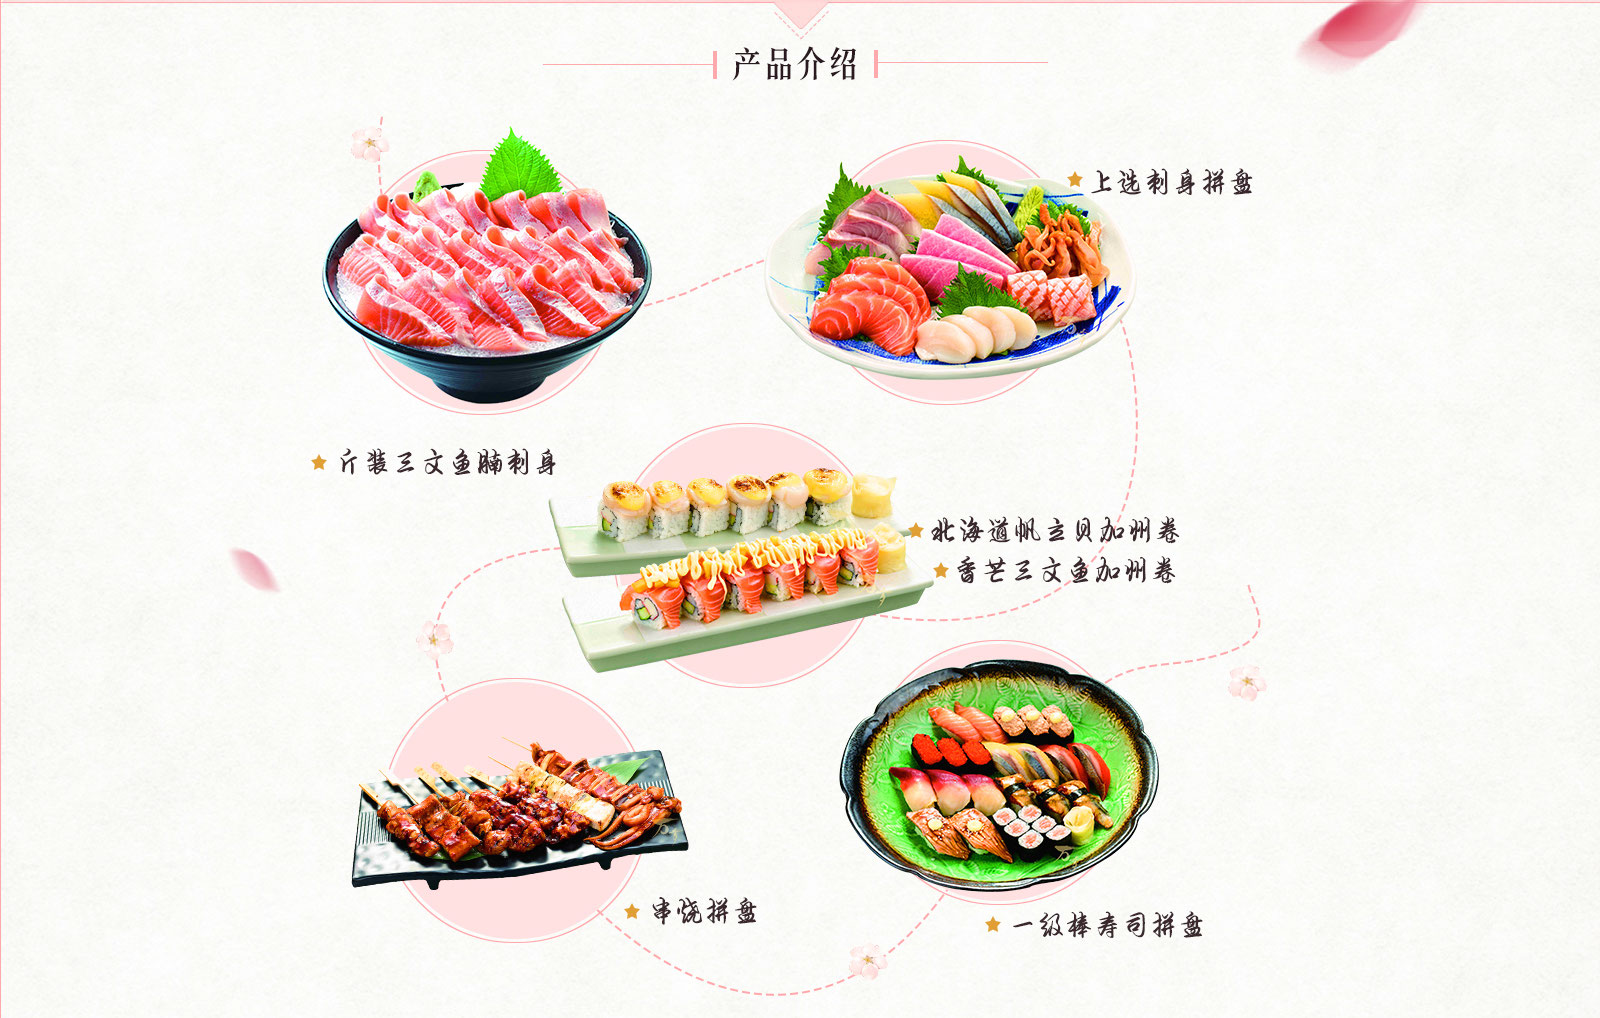 产品介绍
上选刺身拼盘
斤装三文鱼腩刺身
北海道帆立贝加州卷
香芒三文鱼加州卷
串烧拼盘
一级棒寿司拼盘